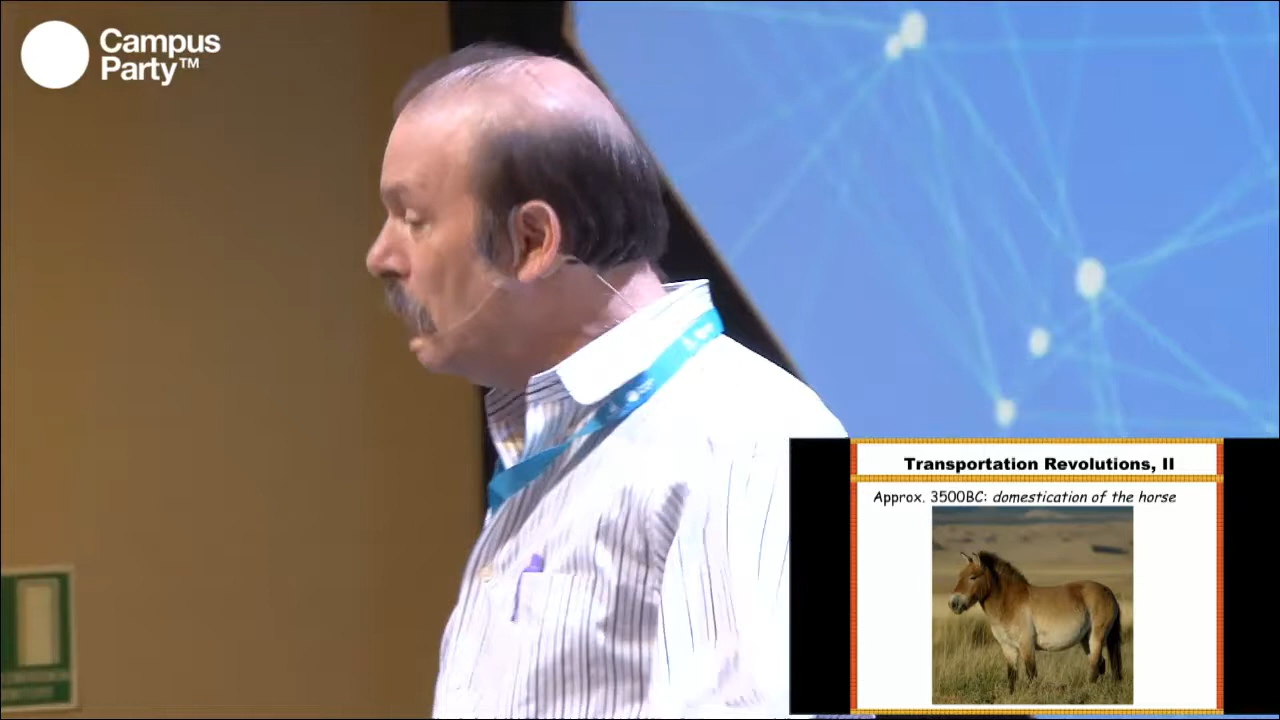 Campus
Party™
Transportation Revolutions, II
Approx. 3500BC: domestication of the horse